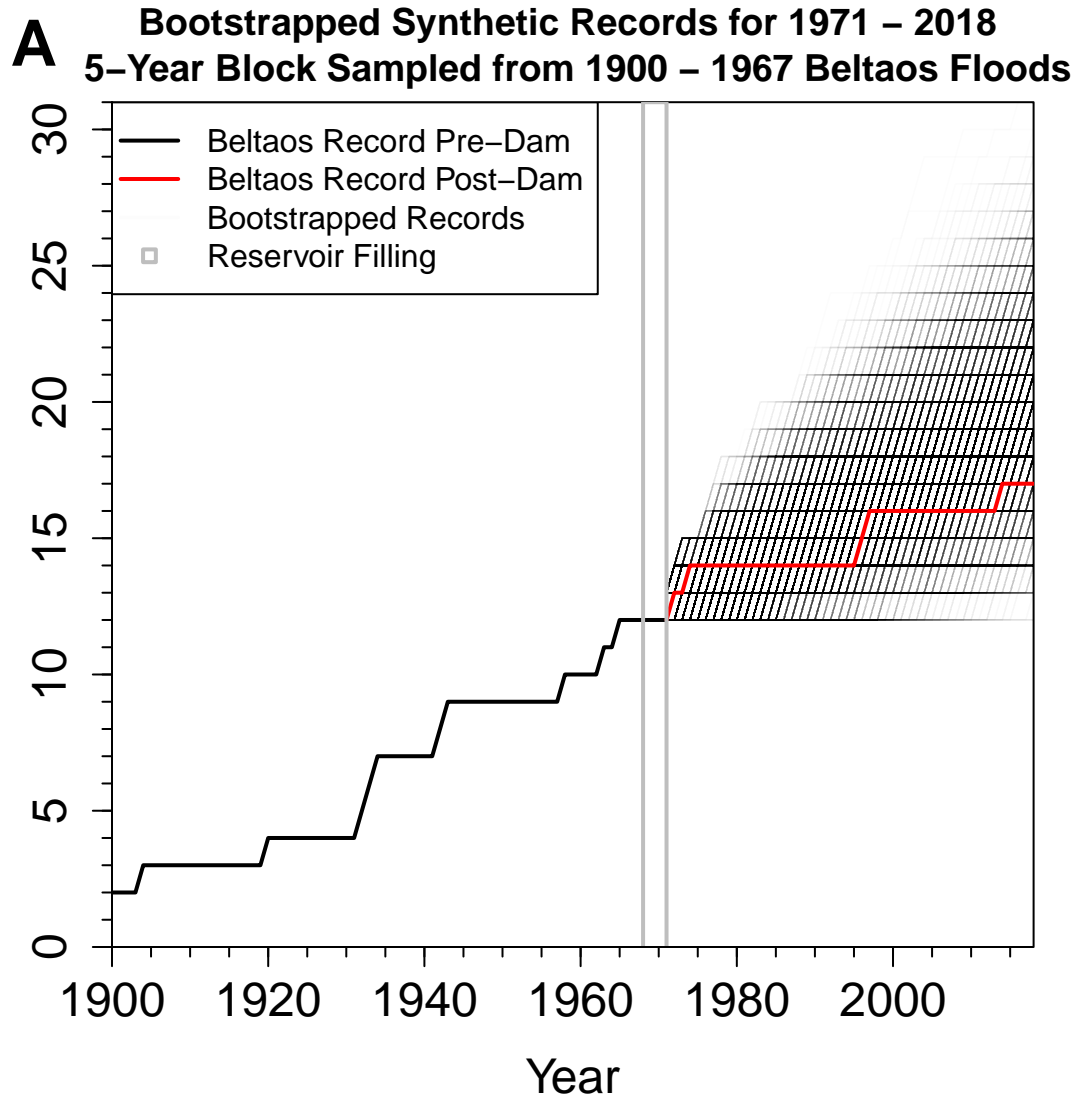 A
Bootstrapped Synthetic Records for 1971 – 2018
5–Year Block Sampled from 1900 – 1967 Beltaos Floods
Beltaos Record Pre–Dam
Beltaos Record Post–Dam
Bootstrapped Records
Reservoir Filling
30
25
20
15
10
5
0
1900 1920 1940 1960 1980 2000
Year